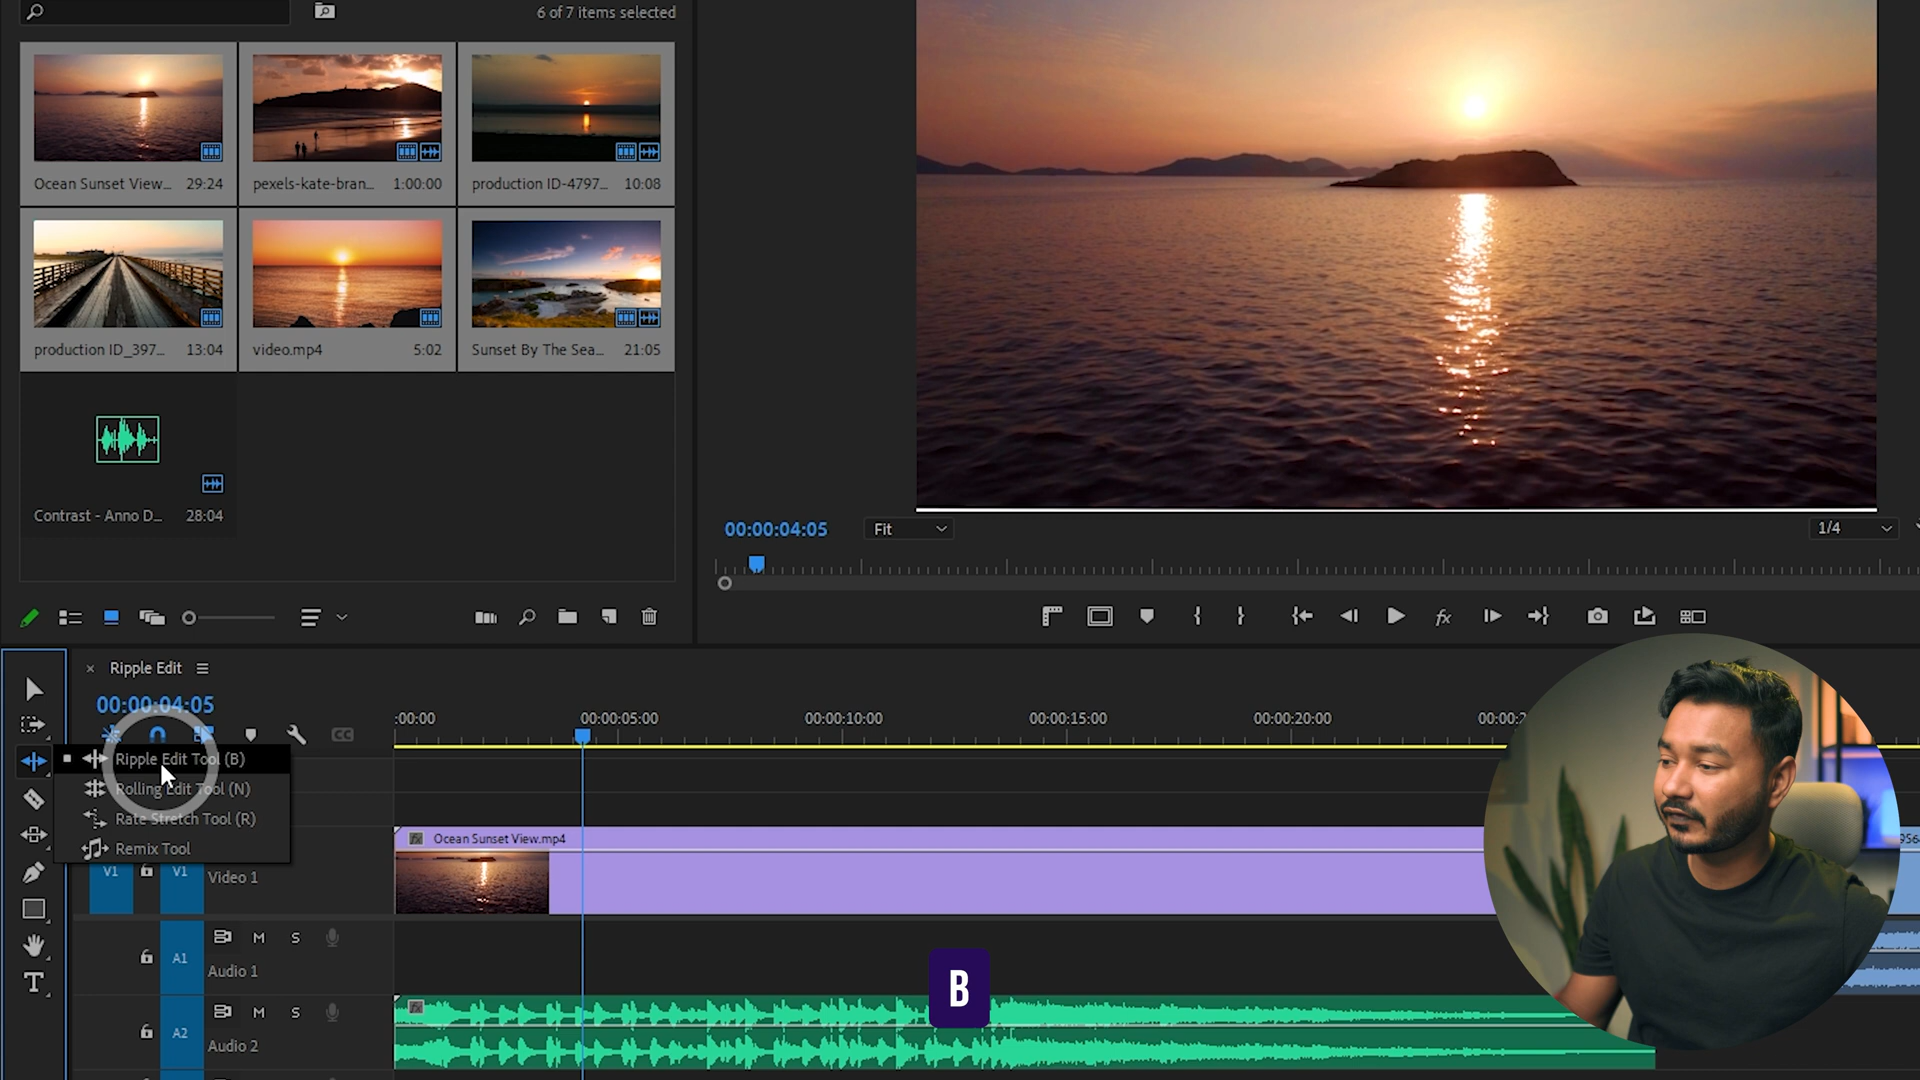 6 of 7 items selected
Ocean Sunset View... 29:24
pexels-kate-bran... 1:00:00
production ID-4797... 10:08
production ID_397... 13:04
video.mp4 5:02
Sunset By The Sea... 21:05
Contrast - Anno D... 28:04
00:00:04:05
Fit
1/4
fx
× Ripple Edit
00:00:04:05
CC
:00:00
00:00:05:00
00:00:10:00
00:00:15:00
00:00:20:00
Ripple Edit Tool (B)
Rolling Edit Tool (N)
Rate Stretch Tool (R)
Remix Tool
fx Ocean Sunset View.mp4
V1
V1
Video 1
A1
M
S
Audio 1
A2
M
S
Audio 2
fx
B
T